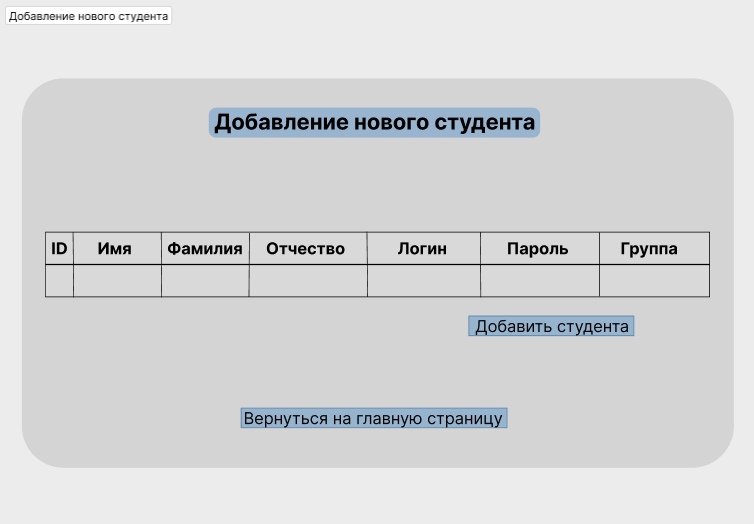 Добавление нового студента
Добавление нового студента
ID Имя Фамилия Отчество Логин Пароль Группа
Добавить студента
Вернуться на главную страницу